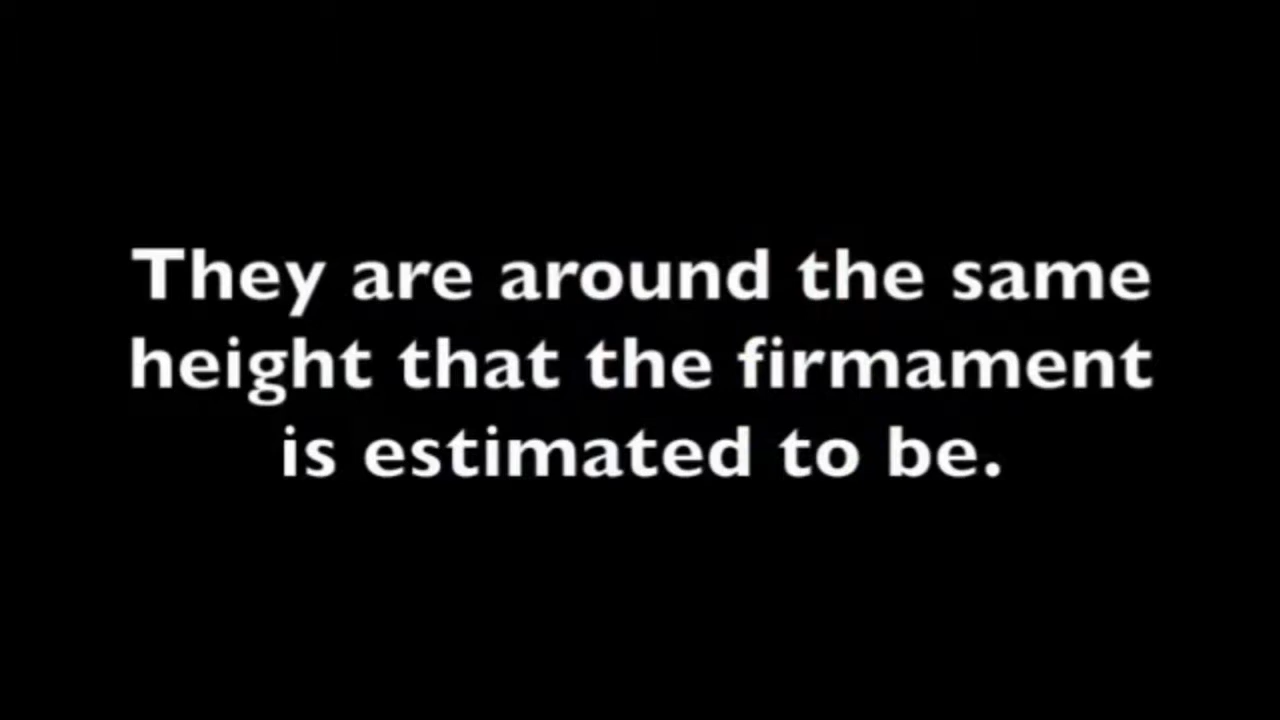 They are around the same
height that the firmament
is estimated to be.